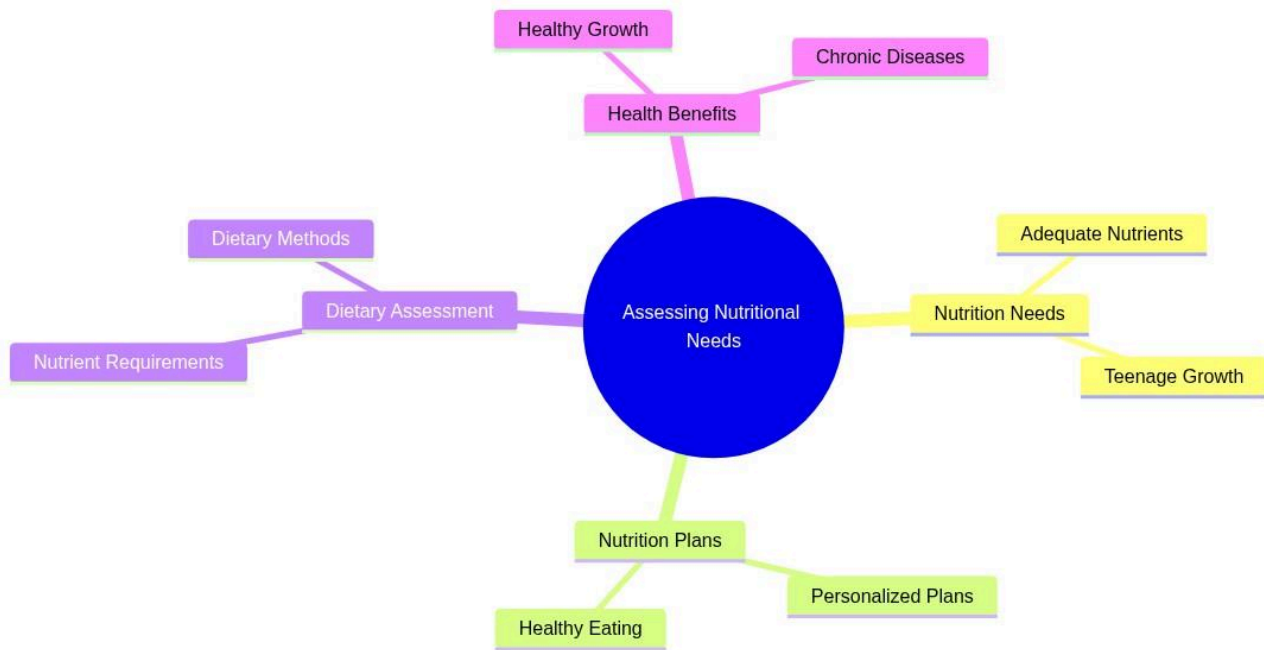 Healthy Growth
Chronic Diseases
Health Benefits
Dietary Methods
Adequate Nutrients
Dietary Assessment
Assessing Nutritional
Needs
Nutrition Needs
Nutrient Requirements
Teenage Growth
Nutrition Plans
Personalized Plans
Healthy Eating